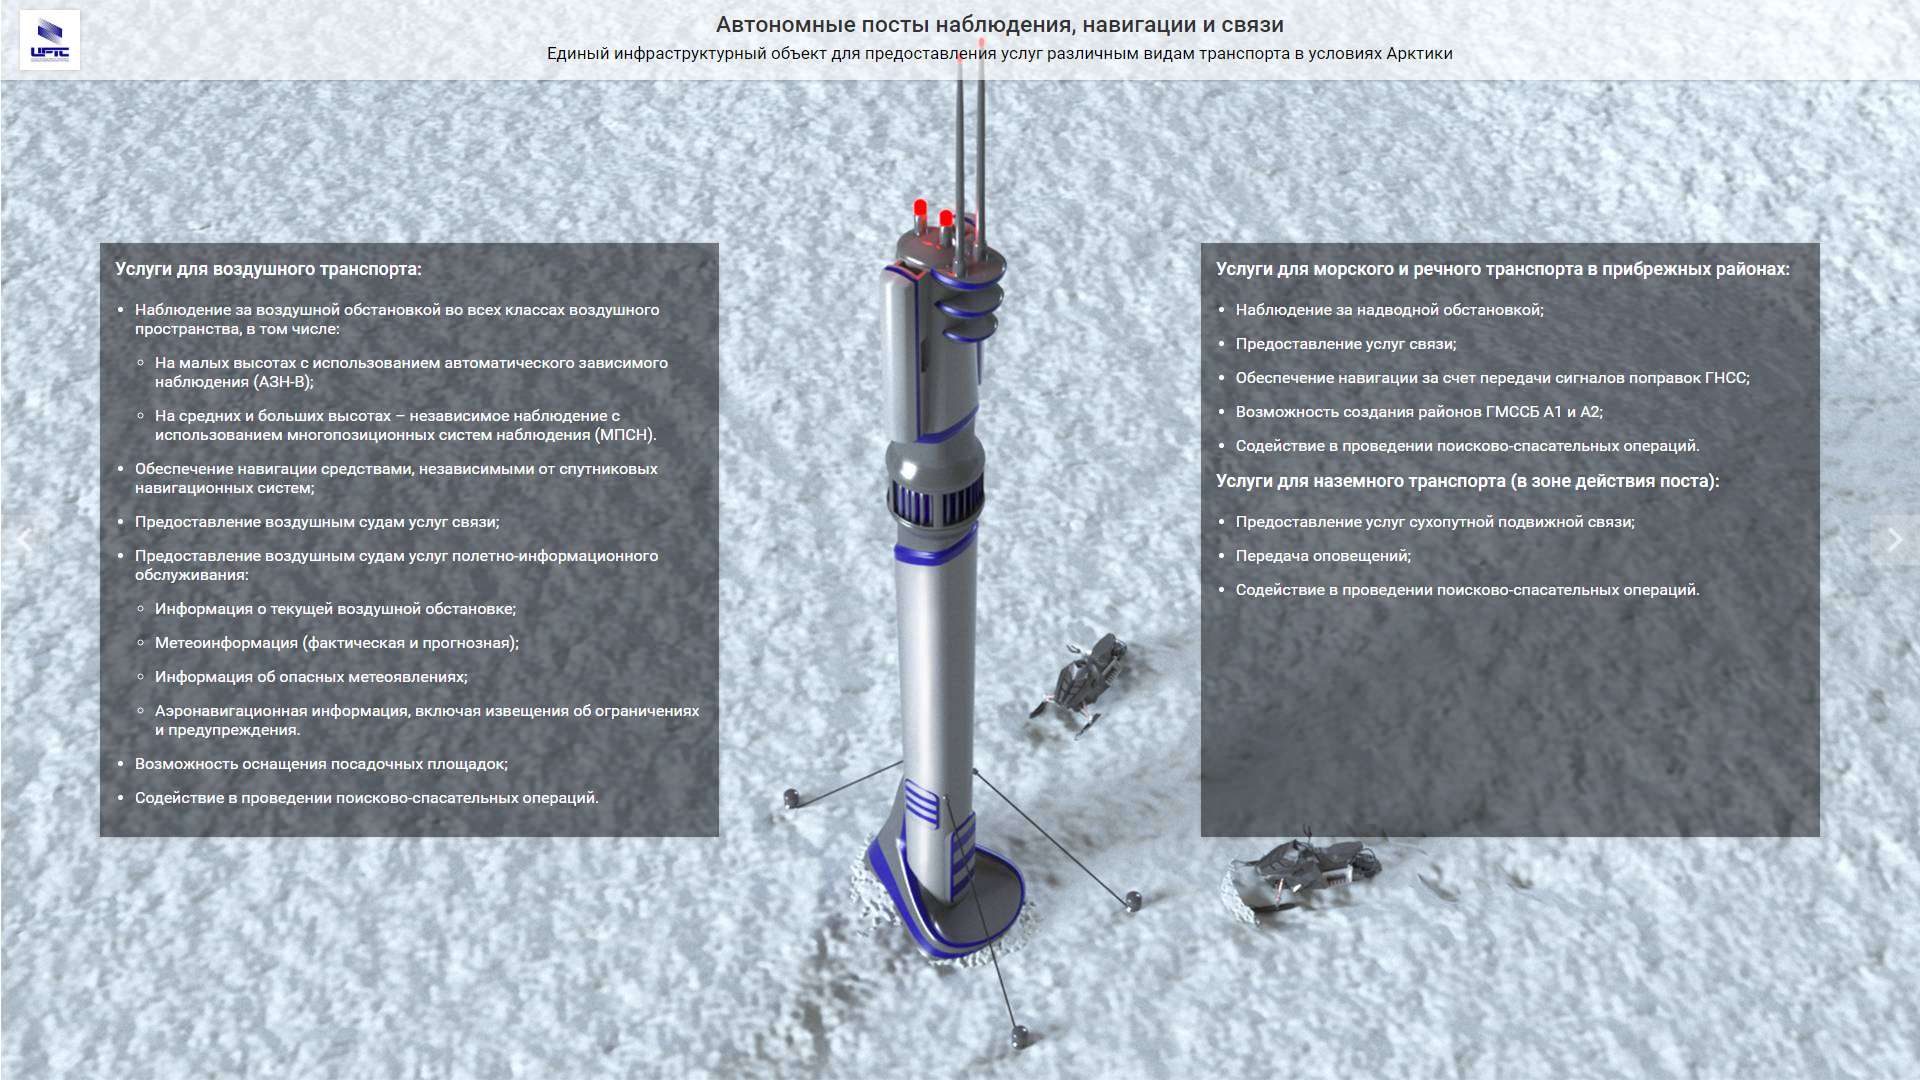 UFTC
Автономные посты наблюдения, навигации и связи
Единый инфраструктурный объект для предоставления услуг различным видам транспорта в условиях Арктики
Услуги для воздушного транспорта:
• Наблюдение за воздушной обстановкой во всех классах воздушного
пространства, в том числе:
◦ На малых высотах с использованием автоматического зависимого
наблюдения (АЗН-В);
◦ На средних и больших высотах – независимое наблюдение с
использованием многопозиционных систем наблюдения (МПСН).
• Обеспечение навигации средствами, независимыми от спутниковых
навигационных систем;
• Предоставление воздушным судам услуг связи;
• Предоставление воздушным судам услуг полетно-информационного
обслуживания:
◦ Информация о текущей воздушной обстановке;
◦ Метеоинформация (фактическая и прогнозная);
◦ Информация об опасных метеоявлениях;
◦ Аэронавигационная информация, включая извещения об ограничениях
и предупреждения.
• Возможность оснащения посадочных площадок;
• Содействие в проведении поисково-спасательных операций.
Услуги для морского и речного транспорта в прибрежных районах:
• Наблюдение за надводной обстановкой;
• Предоставление услуг связи;
• Обеспечение навигации за счет передачи сигналов поправок ГНСС;
• Возможность создания районов ГМССБ А1 и А2;
• Содействие в проведении поисково-спасательных операций.
Услуги для наземного транспорта (в зоне действия поста):
• Предоставление услуг сухопутной подвижной связи;
• Передача оповещений;
• Содействие в проведении поисково-спасательных операций.